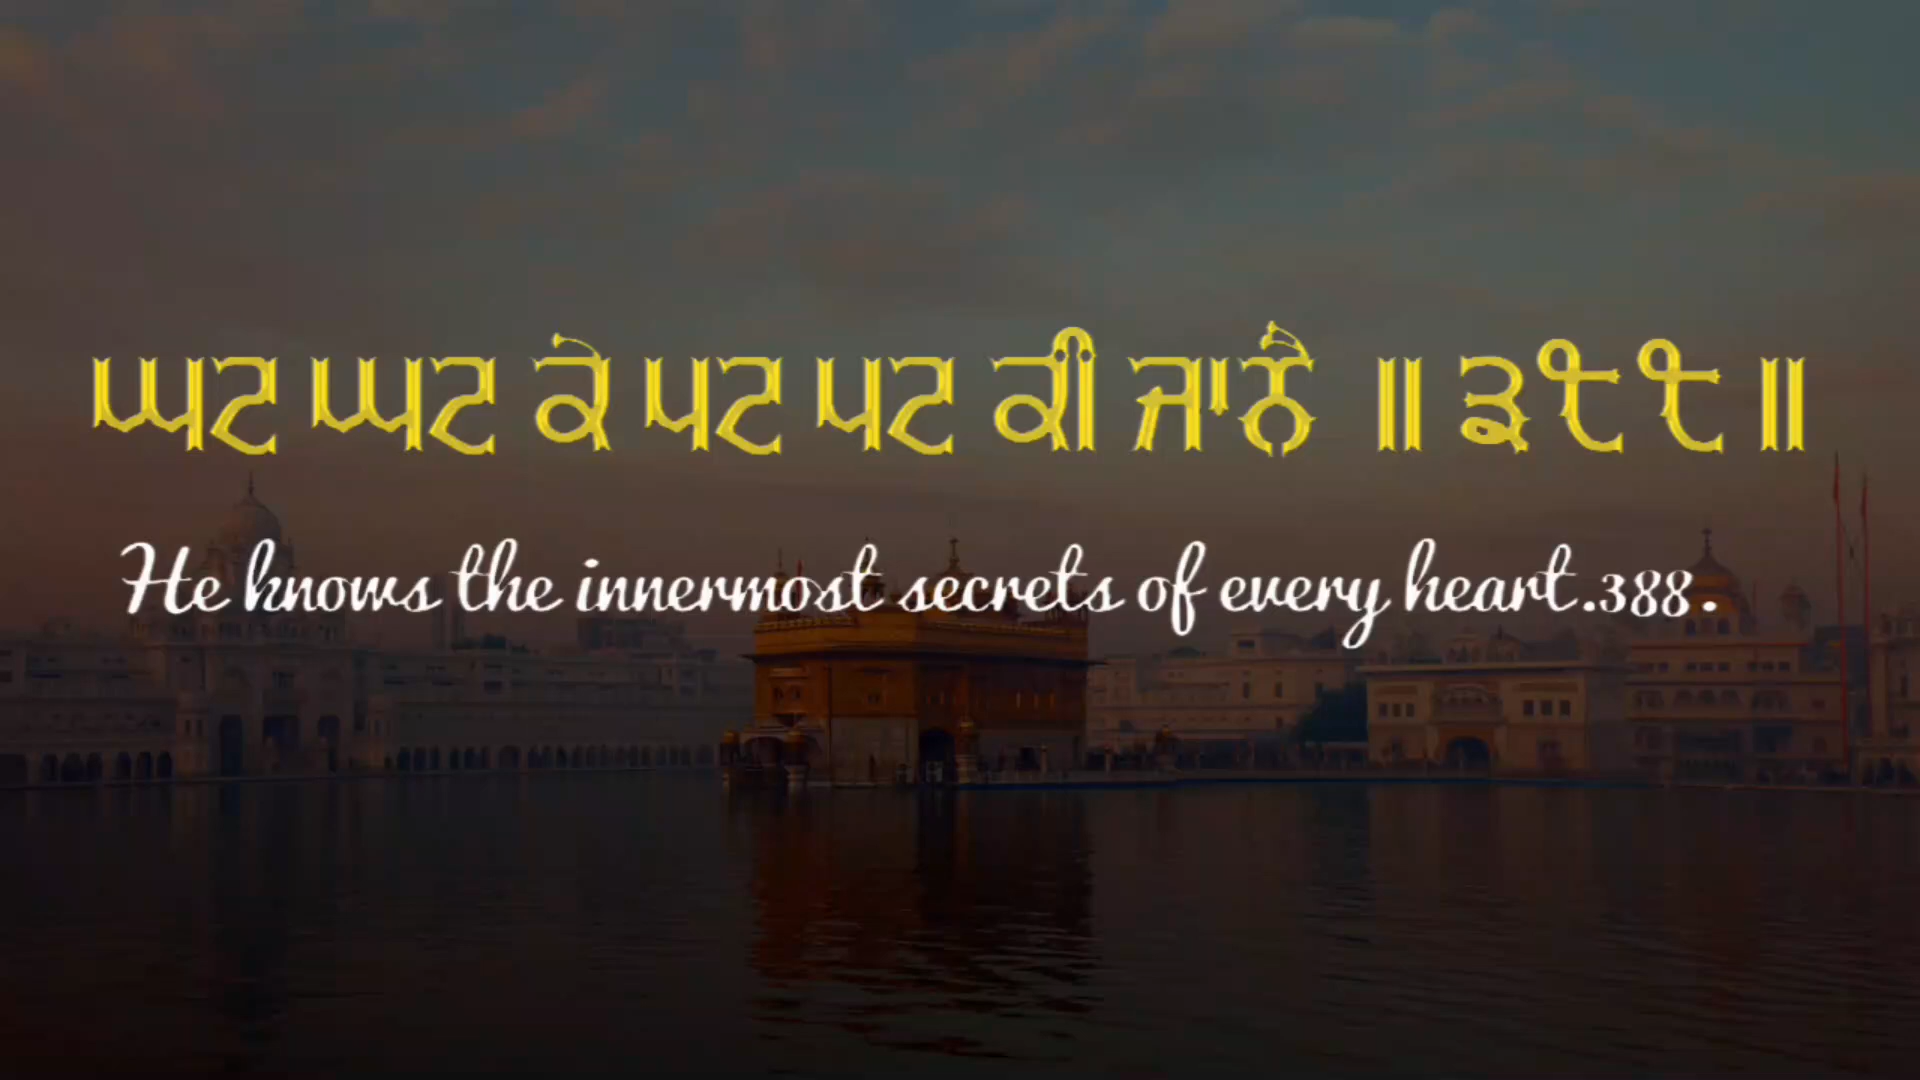 ਘਟ ਘਟ ਕੇ ਪਟ ਪਟ ਕੀ ਜਾਨੈ ॥੩੮੮॥
He knows the innermost secrets of every heart.388.